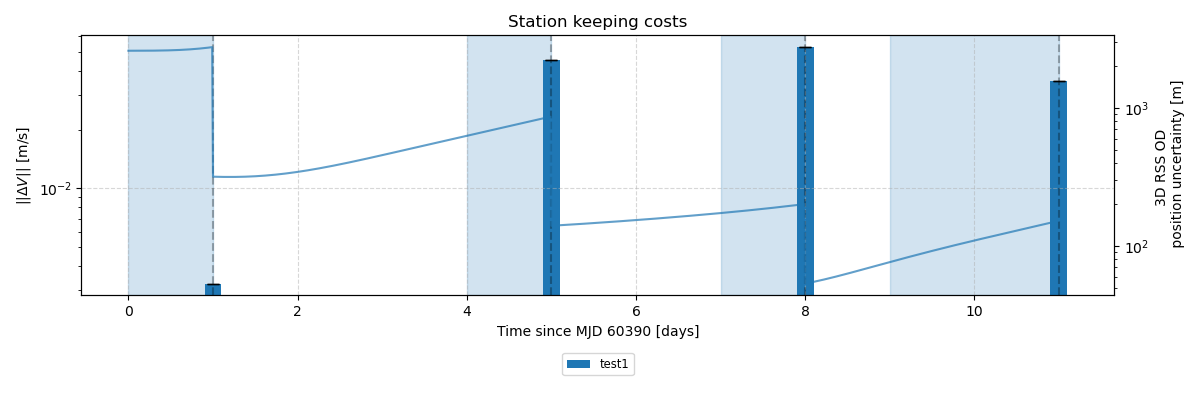 Station keeping costs
||ΔV|| [m/s]
10⁻²
10³
10²
3D RSS OD
position uncertainty [m]
0 2 4 6 8 10
Time since MJD 60390 [days]
test1